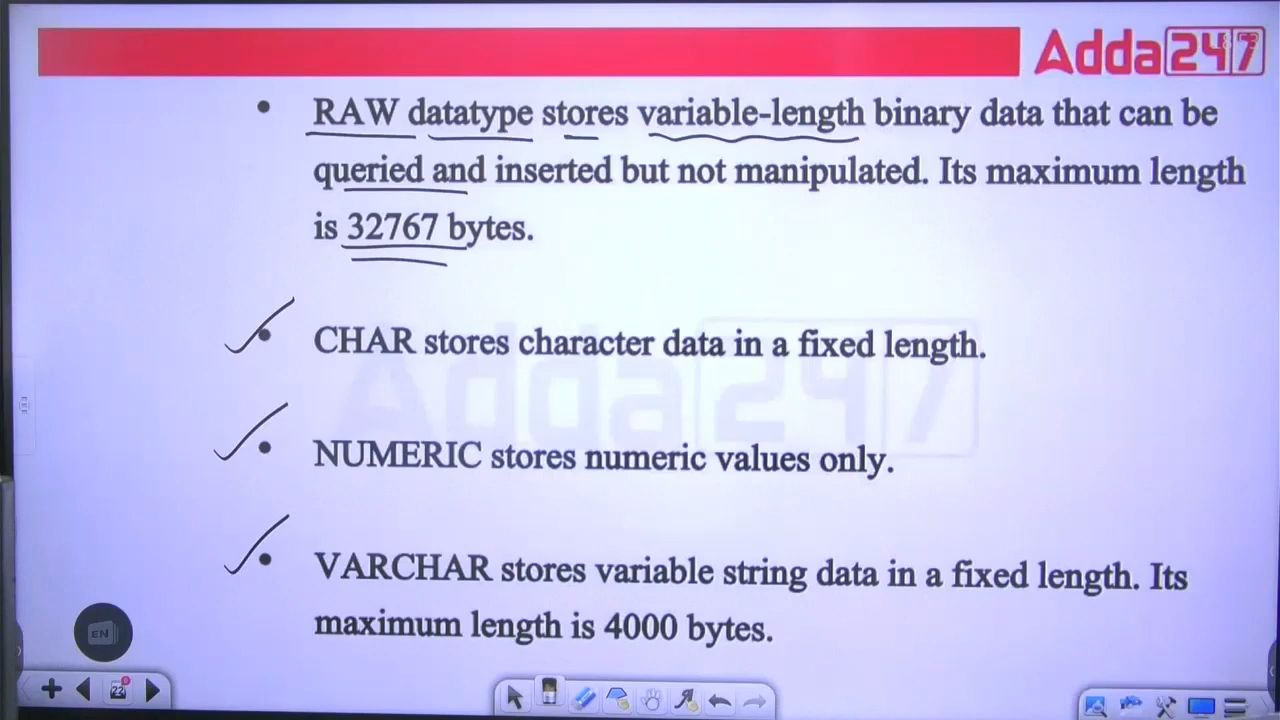 Adda247
• RAW datatype stores variable-length binary data that can be
queried and inserted but not manipulated. Its maximum length
is 32767 bytes.
• CHAR stores character data in a fixed length.
• NUMERIC stores numeric values only.
• VARCHAR stores variable string data in a fixed length. Its
maximum length is 4000 bytes.
EN
22